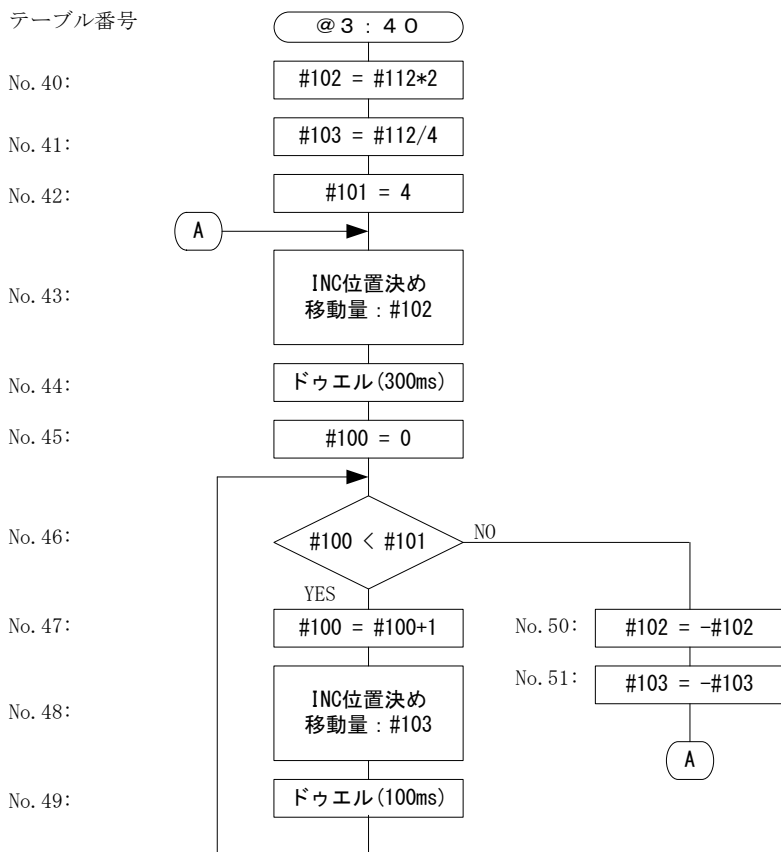 テーブル番号
@3:40
No.40:
#102 = #112*2
No.41:
#103 = #112/4
No.42:
#101 = 4
A
No.43:
INC位置決め
移動量:#102
No.44:
ドゥエル(300ms)
No.45:
#100 = 0
No.46:
#100 < #101
NO
YES
No.47:
#100 = #100+1
No.50:
#102 = -#102
No.48:
INC位置決め
移動量:#103
No.51:
#103 = -#103
A
No.49:
ドゥエル(100ms)